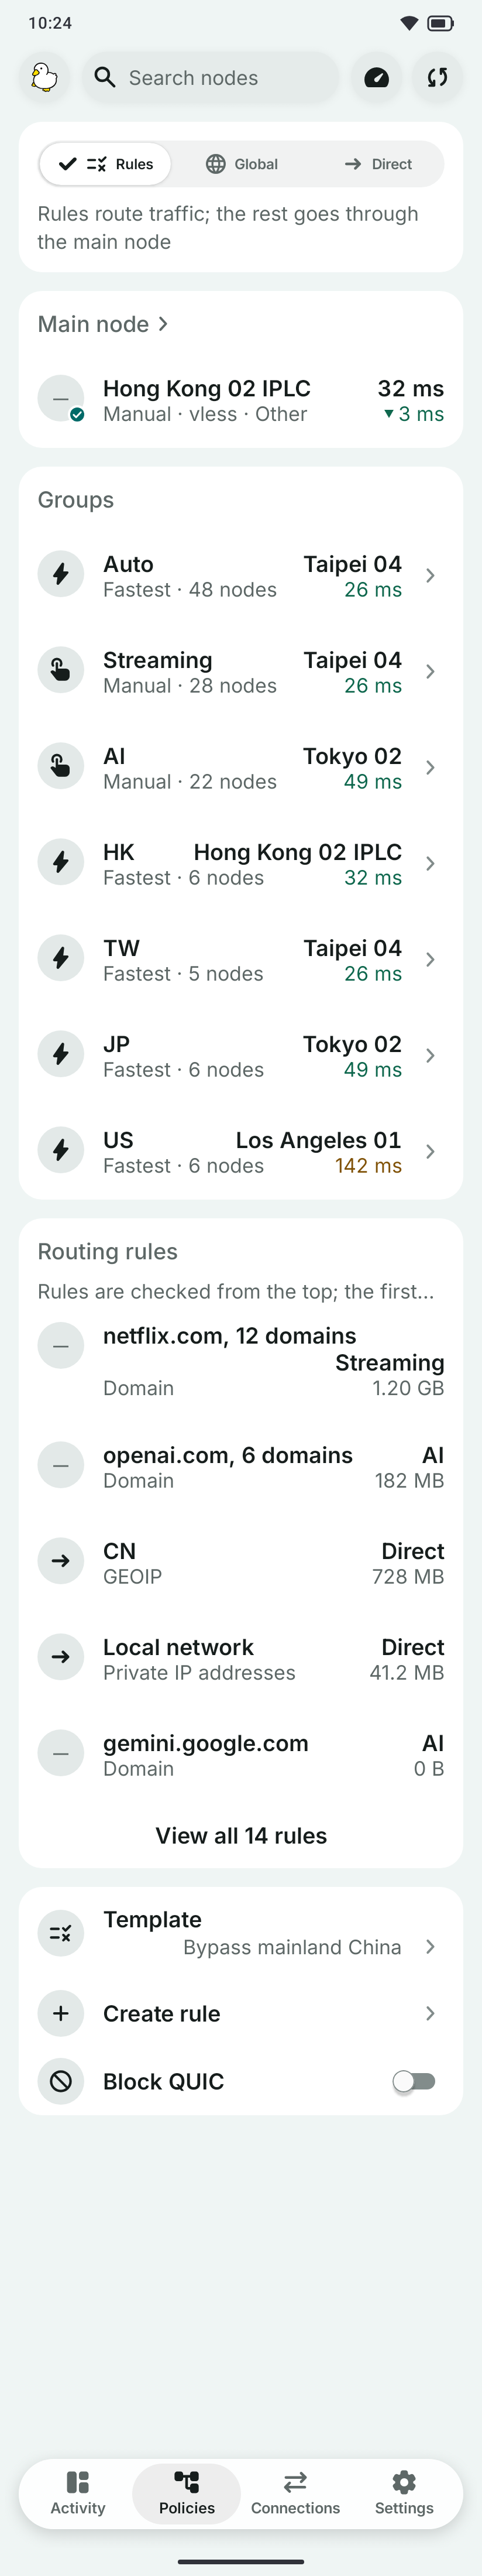 10:24
Search nodes
Rules
Global
Direct
Rules route traffic; the rest goes through
the main node
Main node
Hong Kong 02 IPLC
32 ms
Manual · vless · Other
▼3 ms
Groups
Auto
Taipei 04
Fastest · 48 nodes
26 ms
Streaming
Taipei 04
Manual · 28 nodes
26 ms
AI
Tokyo 02
Manual · 22 nodes
49 ms
HK
Hong Kong 02 IPLC
Fastest · 6 nodes
32 ms
TW
Taipei 04
Fastest · 5 nodes
26 ms
JP
Tokyo 02
Fastest · 6 nodes
49 ms
US
Los Angeles 01
Fastest · 6 nodes
142 ms
Routing rules
Rules are checked from the top; the first...
netflix.com, 12 domains
Streaming
Domain
1.20 GB
openai.com, 6 domains
AI
Domain
182 MB
CN
Direct
GEOIP
728 MB
Local network
Direct
Private IP addresses
41.2 MB
gemini.google.com
AI
Domain
0 B
View all 14 rules
Template
Bypass mainland China
Create rule
Block QUIC
Activity
Policies
Connections
Settings